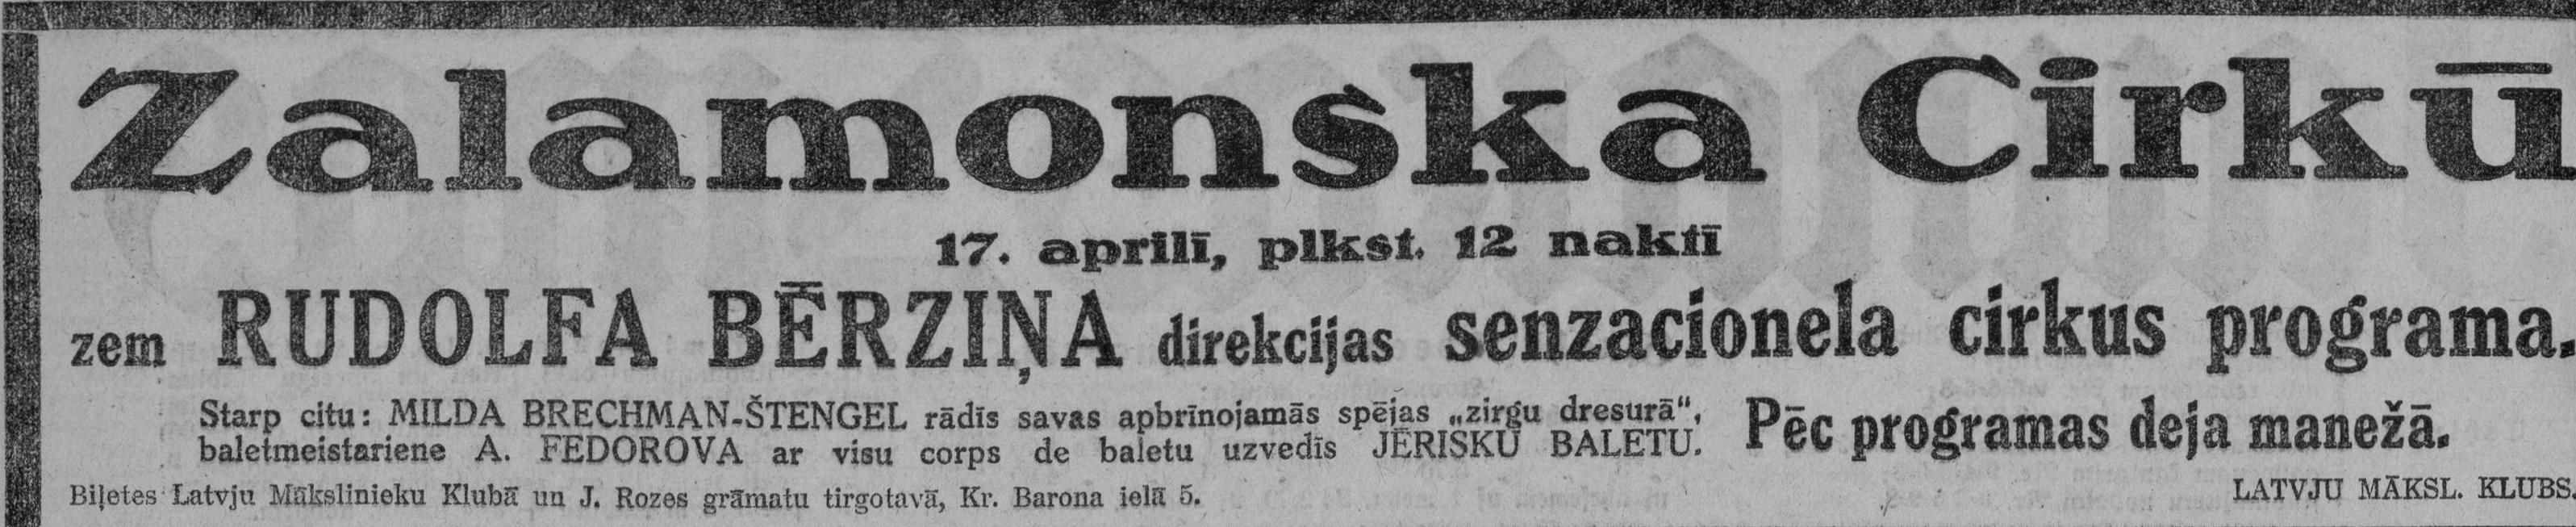 Zalamonska Cirkū
17. aprilī, plkst. 12 naktī
zem RUDOLFA BĒRZIŅA direkcijas senzacionela cirkus programa.
Starp citu: MILDA BRECHMAN-ŠTENGEL rādīs savas apbrīnojamās spējas „zirgu dresurā“,
baletmeistariene A. FEDOROVA ar visu corps de baletu uzvedīs JĒRISKU BALETU.
Pēc programas deja manežā.
Biļetes Latvju Mākslinieku Klubā un J. Rozes grāmatu tirgotavā, Kr. Barona ielā 5.
LATVJU MĀKSL. KLUBS.